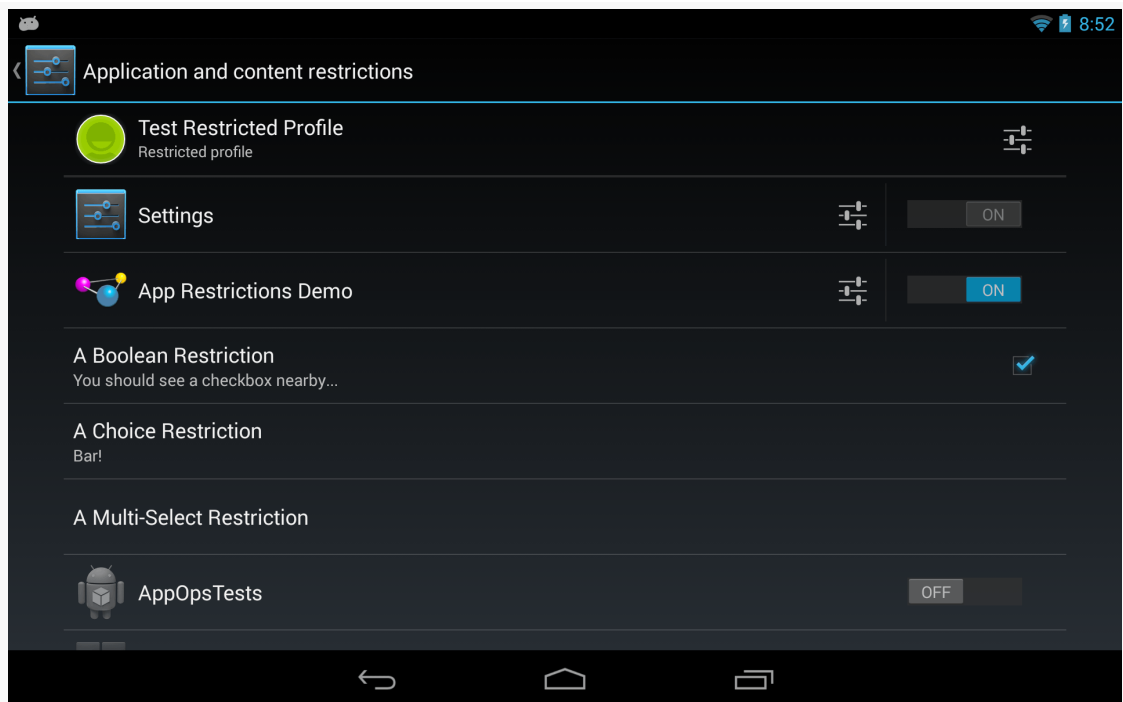 8:52
Application and content restrictions
Test Restricted Profile
Restricted profile
Settings
ON
App Restrictions Demo
ON
A Boolean Restriction
You should see a checkbox nearby...
A Choice Restriction
Bar!
A Multi-Select Restriction
AppOpsTests
OFF